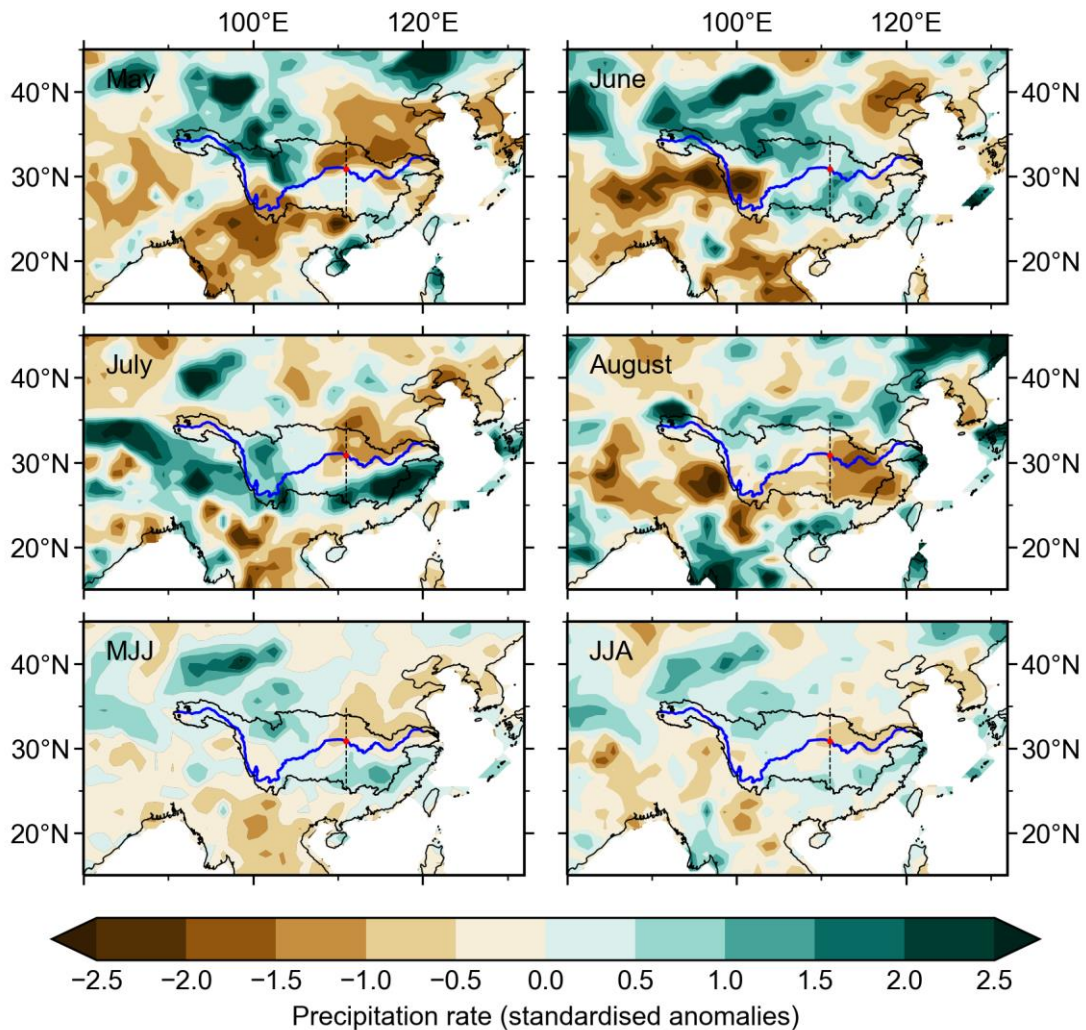 100°E 120°E 100°E 120°E
May June
40°N 40°N
30°N 30°N
20°N 20°N
July August
40°N 40°N
30°N 30°N
20°N 20°N
MJJ JJA
40°N 40°N
30°N 30°N
20°N 20°N
−2.5 −2.0 −1.5 −1.0 −0.5 0.0 0.5 1.0 1.5 2.0 2.5
Precipitation rate (standardised anomalies)